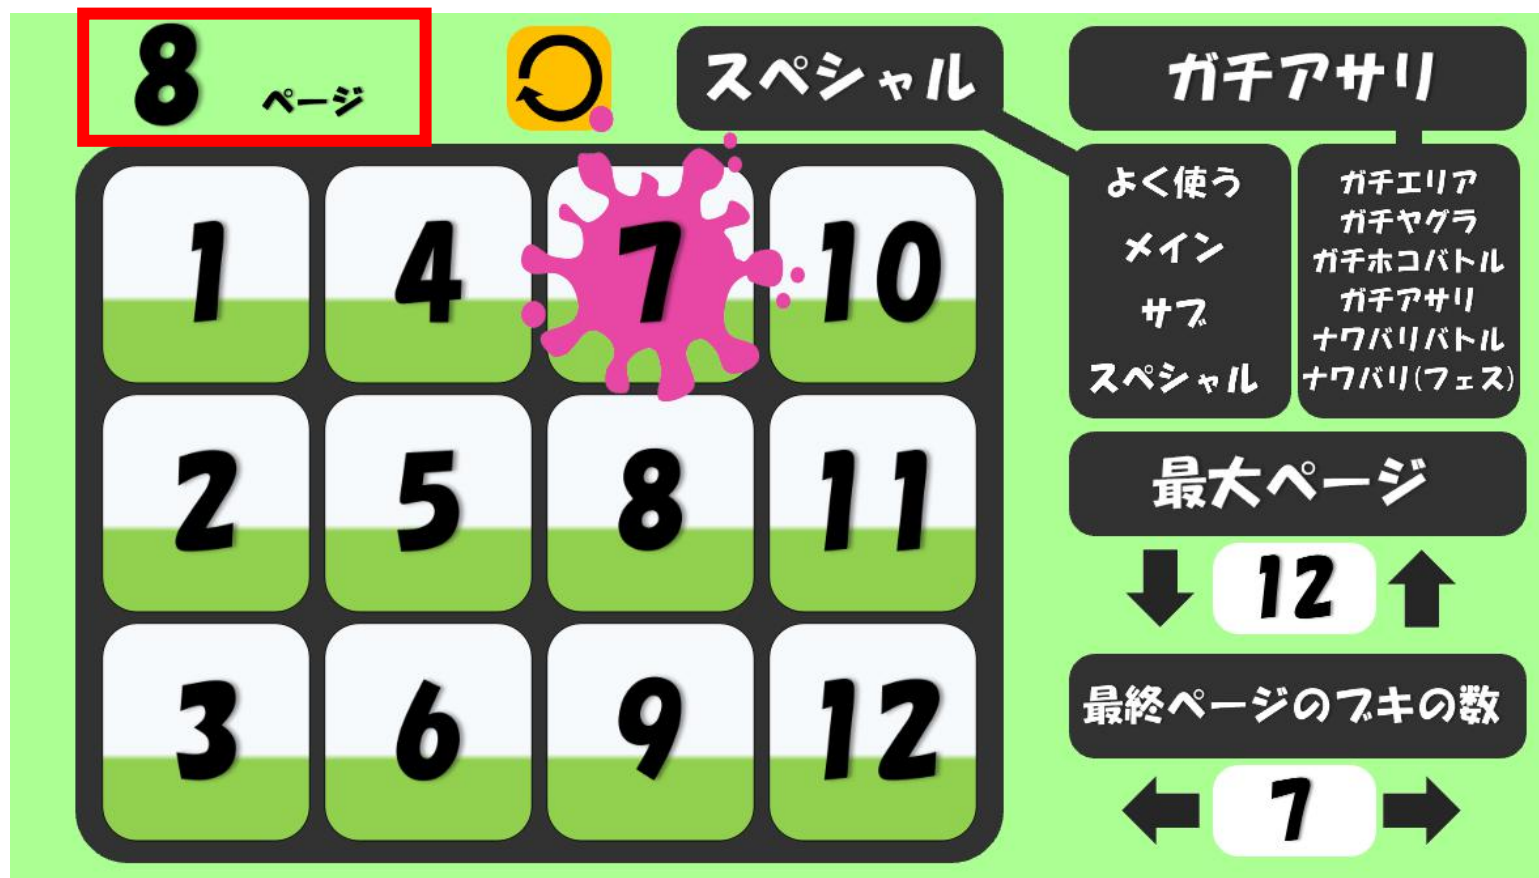 8 ページ
スペシャル
ガチアサリ
1 4 7 10
2 5 8 11
3 6 9 12
よく使う
メイン
サブ
スペシャル
ガチエリア
ガチヤグラ
ガチホコバトル
ガチアサリ
ナワバリバトル
ナワバリ(フェス)
最大ページ
12
最終ページのブキの数
7